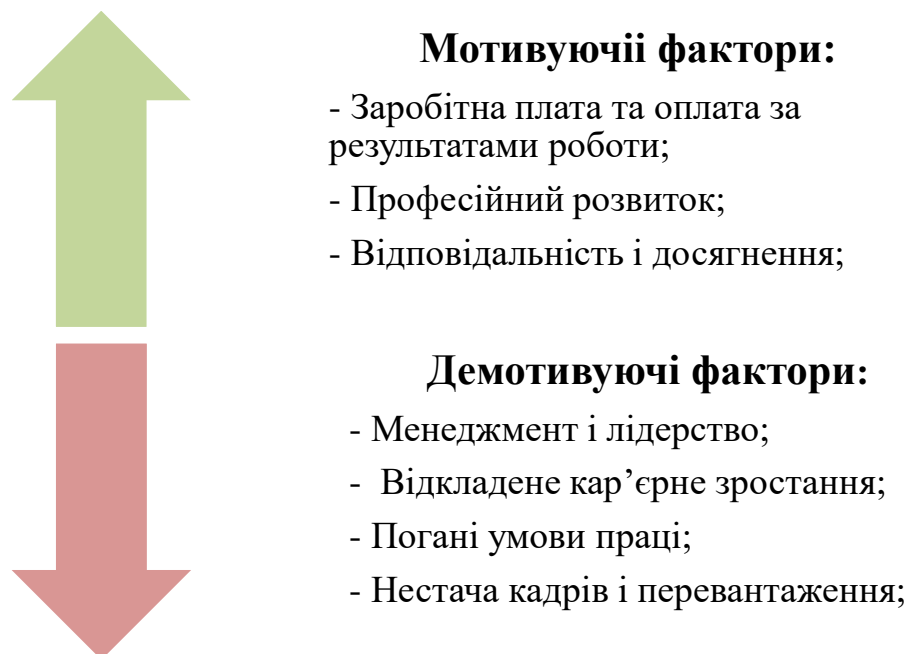 Мотивуючіі фактори:
- Заробітна плата та оплата за
результатами роботи;
- Професійний розвиток;
- Відповідальність і досягнення;
Демотивуючі фактори:
- Менеджмент і лідерство;
- Відкладене кар’єрне зростання;
- Погані умови праці;
- Нестача кадрів і перевантаження;